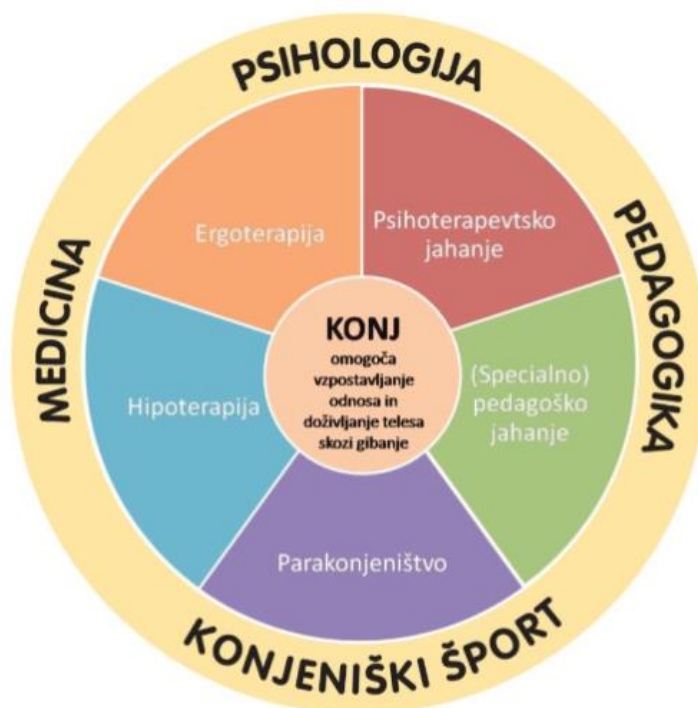 PSIHOLOGIJA
PEDAGOGIKA
KONJENIŠKI ŠPORT
MEDICINA
Ergoterapija
Psihoterapevtsko
jahanje
(Specialno)
pedagoško
jahanje
Parakonjeništvo
Hipoterapija
KONJ
omogoča
vzpostavljanje
odnosa in
doživljanje telesa
skozi gibanje